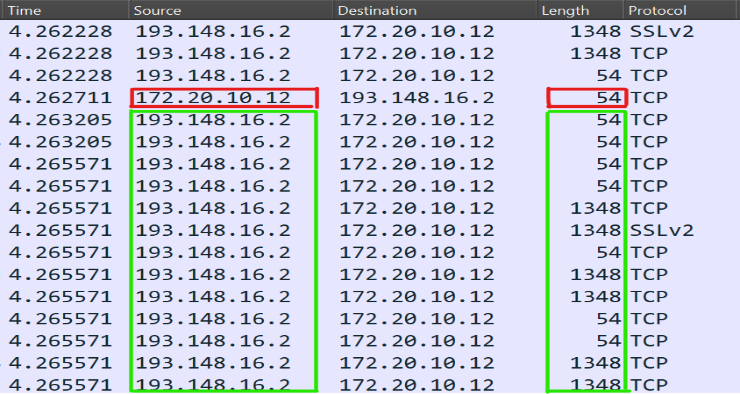 Time Source Destination Length Protocol
4.262228 193.148.16.2 172.20.10.12 1348 SSLv2
4.262228 193.148.16.2 172.20.10.12 1348 TCP
4.262228 193.148.16.2 172.20.10.12 54 TCP
4.262711 172.20.10.12 193.148.16.2 54 TCP
4.263205 193.148.16.2 172.20.10.12 54 TCP
4.263205 193.148.16.2 172.20.10.12 54 TCP
4.265571 193.148.16.2 172.20.10.12 54 TCP
4.265571 193.148.16.2 172.20.10.12 54 TCP
4.265571 193.148.16.2 172.20.10.12 1348 TCP
4.265571 193.148.16.2 172.20.10.12 1348 SSLv2
4.265571 193.148.16.2 172.20.10.12 54 TCP
4.265571 193.148.16.2 172.20.10.12 1348 TCP
4.265571 193.148.16.2 172.20.10.12 1348 TCP
4.265571 193.148.16.2 172.20.10.12 54 TCP
4.265571 193.148.16.2 172.20.10.12 54 TCP
4.265571 193.148.16.2 172.20.10.12 1348 TCP
4.265571 193.148.16.2 172.20.10.12 1348 TCP